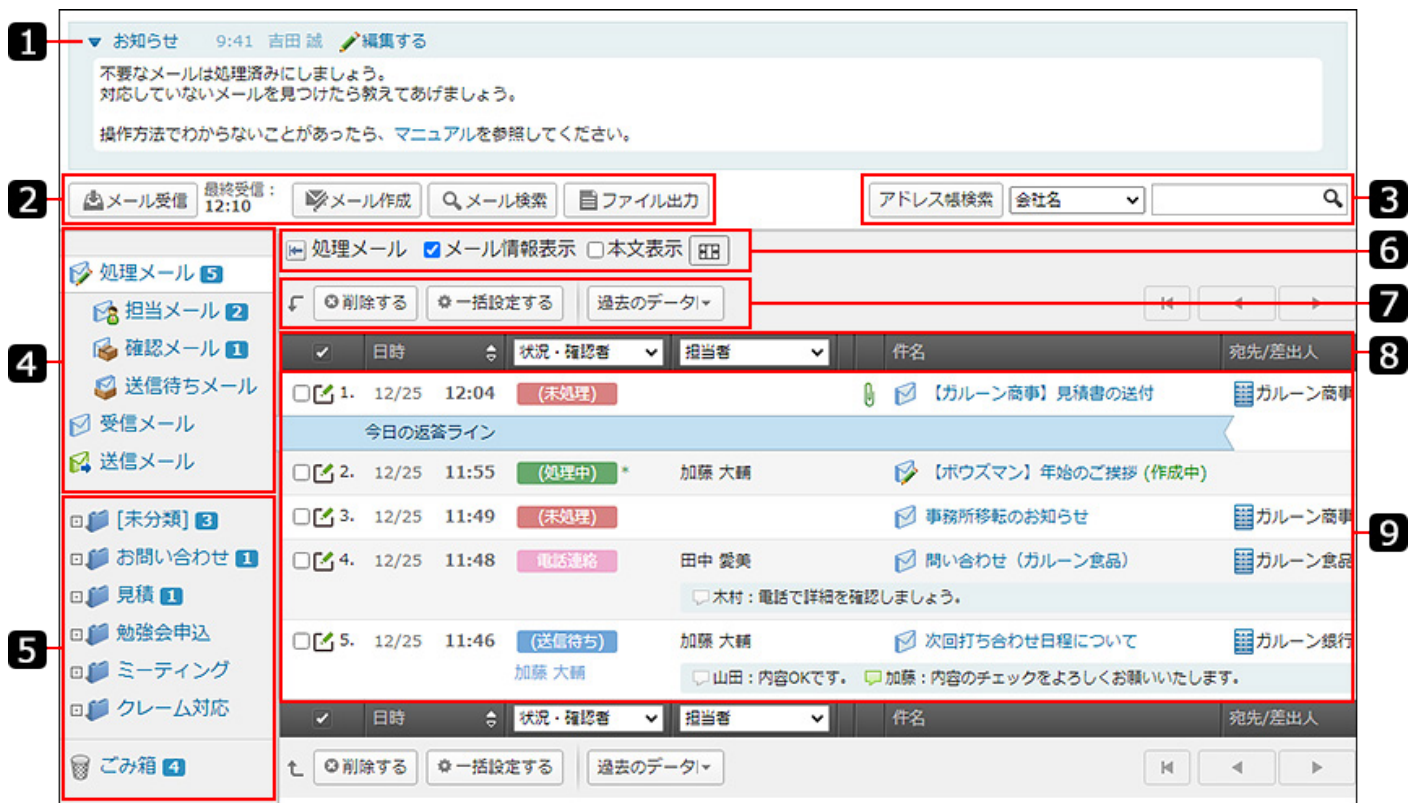 1
お知らせ 9:41 吉田 誠 編集する
不要なメールは処理済みにしましょう。
対応していないメールを見つけたら教えてあげましょう。
操作方法でわからないことがあったら、マニュアルを参照してください。
2
メール受信 最終受信：
12:10
メール作成 メール検索 ファイル出力
アドレス帳検索 会社名
3
4
処理メール 5
担当メール 2
確認メール 1
送信待ちメール
受信メール
送信メール
5
[未分類] 3
お問い合わせ 1
見積 1
勉強会申込
ミーティング
クレーム対応
ごみ箱 4
処理メール メール情報表示 本文表示
6
削除する 一括設定する 過去のデータ
7
日時 状況・確認者 担当者 件名 宛先/差出人
8
1. 12/25 12:04 (未処理) 【ガルーン商事】見積書の送付 ガルーン商事
今日の返答ライン
2. 12/25 11:55 (処理中) * 加藤 大輔 【ボウズマン】年始のご挨拶 (作成中)
3. 12/25 11:49 (未処理) 事務所移転のお知らせ ガルーン商事
9
4. 12/25 11:48 電話連絡 田中 愛美 問い合わせ（ガルーン食品） ガルーン食品
木村：電話で詳細を確認しましょう。
5. 12/25 11:46 (送信待ち) 加藤 大輔 次回打ち合わせ日程について ガルーン銀行
加藤 大輔 山田：内容OKです。 加藤：内容のチェックをよろしくお願いいたします。
日時 状況・確認者 担当者 件名 宛先/差出人
削除する 一括設定する 過去のデータ